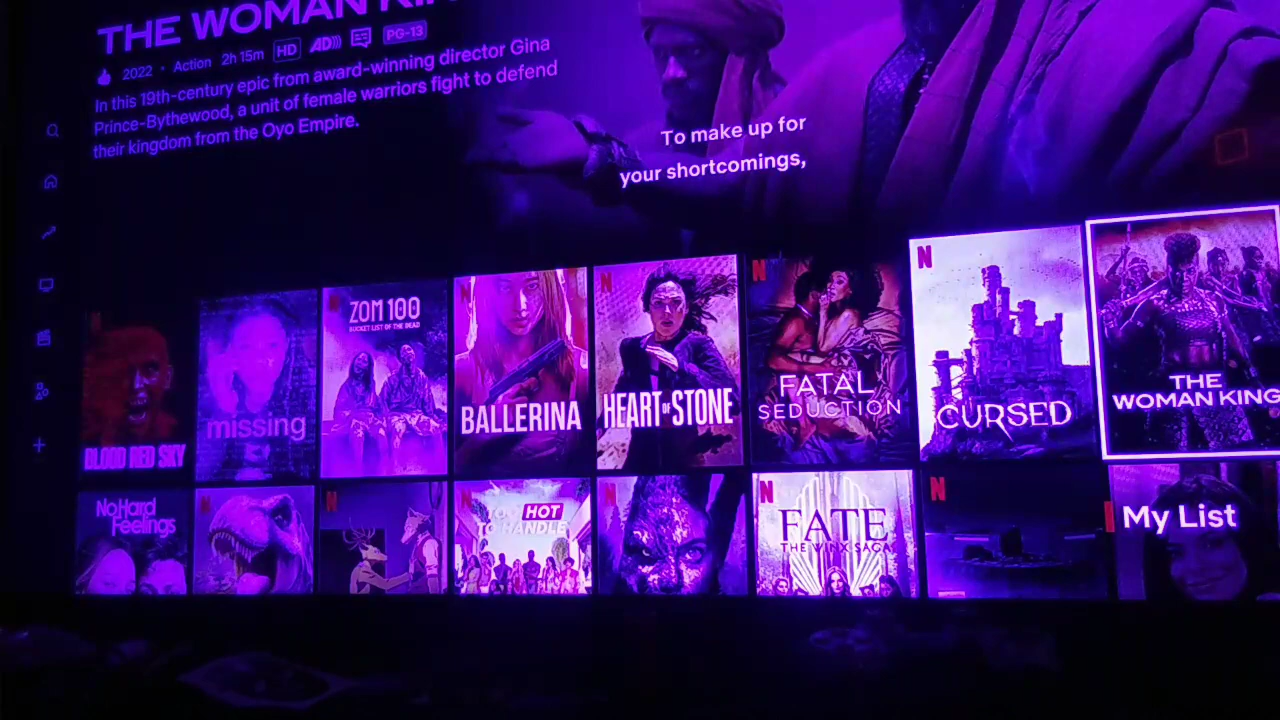 THE WOMAN
2022 • Action 2h 15m HD AD))) PG-13
In this 19th-century epic from award-winning director Gina
Prince-Bythewood, a unit of female warriors fight to defend
their kingdom from the Oyo Empire.
To make up for
your shortcomings,
BLOOD RED SKY
missing
ZOM 100
BUCKET LIST OF THE DEAD
BALLERINA
HEART OF STONE
FATAL
SEDUCTION
CURSED
THE
WOMAN KING
No Hard
Feelings
TOO HOT
TO HANDLE
FATE
THE WINX SAGA
My List